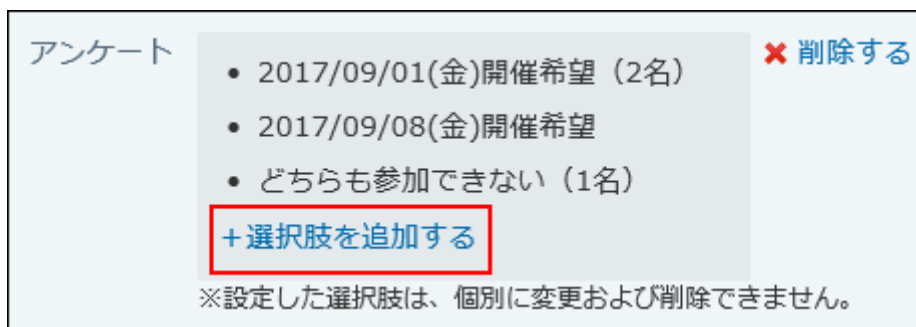 アンケート
• 2017/09/01(金)開催希望（2名）
✖ 削除する
• 2017/09/08(金)開催希望
• どちらも参加できない（1名）
＋選択肢を追加する
※設定した選択肢は、個別に変更および削除できません。